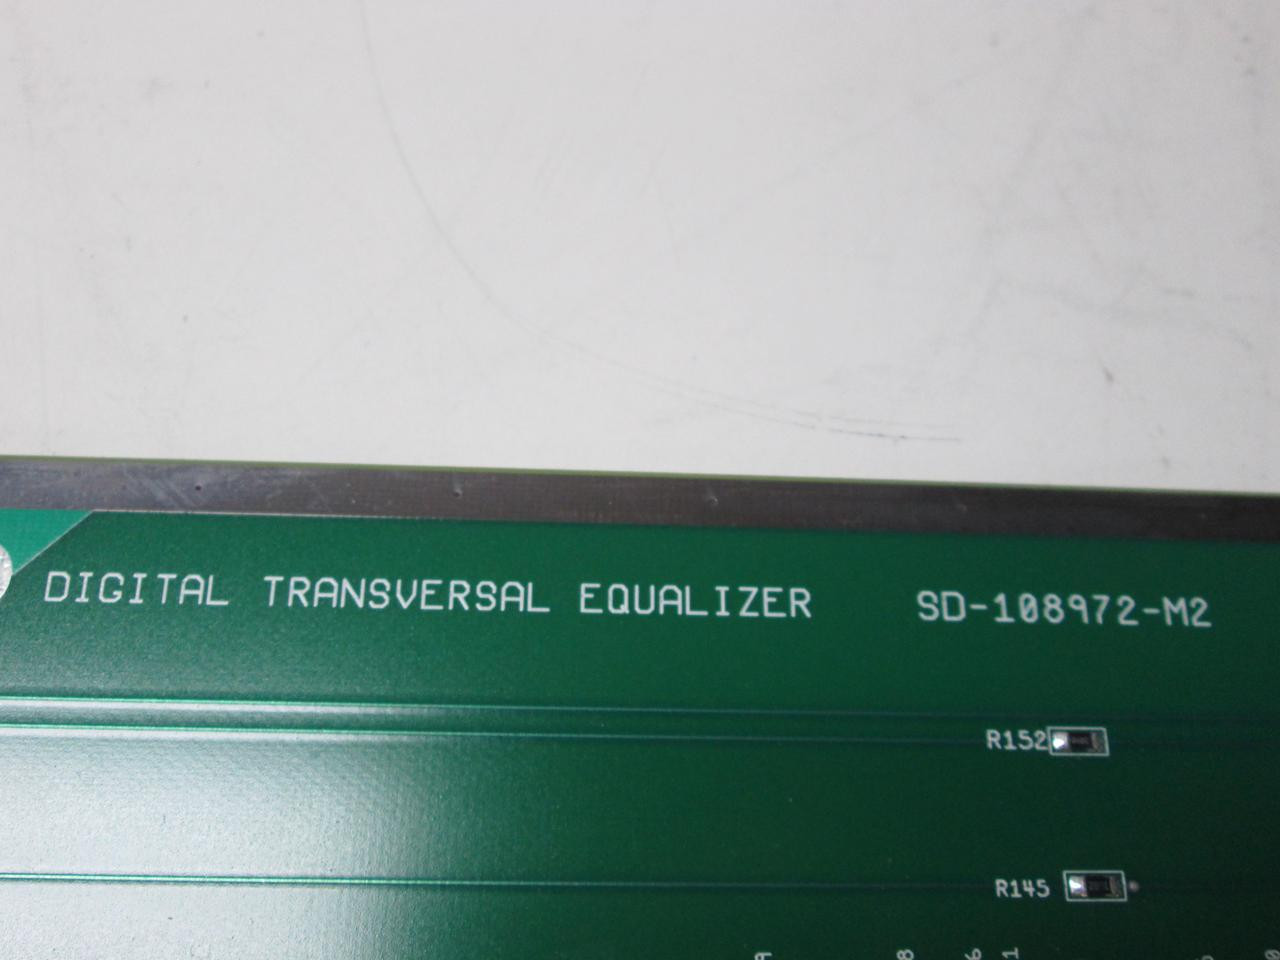 DIGITAL TRANSVERSAL EQUALIZER SD-108972-M2
R152
R145